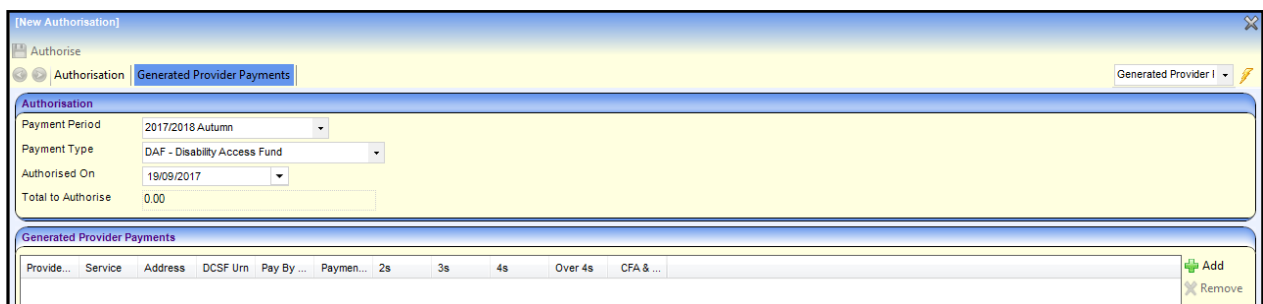 [New Authorisation]
Authorise
Authorisation Generated Provider Payments Generated Provider I
Authorisation
Payment Period 2017/2018 Autumn
Payment Type DAF - Disability Access Fund
Authorised On 19/09/2017
Total to Authorise 0.00
Generated Provider Payments
Provide... Service Address DCSF Urn Pay By ... Paymen... 2s 3s 4s Over 4s CFA & ... Add
Remove